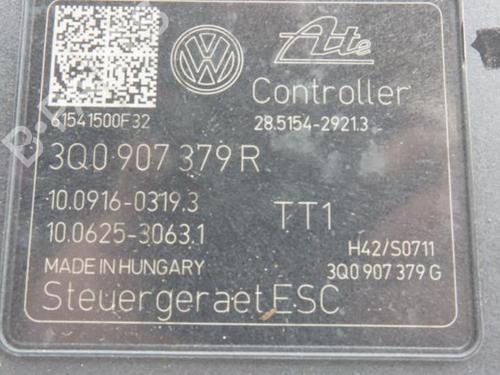 Ate
Controller
61541500F32
28.5154-2921.3
3Q0 907 379 R
10.0916-0319.3
TT1
10.0625-3063.1
H42/S0711
MADE IN HUNGARY
3Q0 907 379 G
Steuergeraet ESC